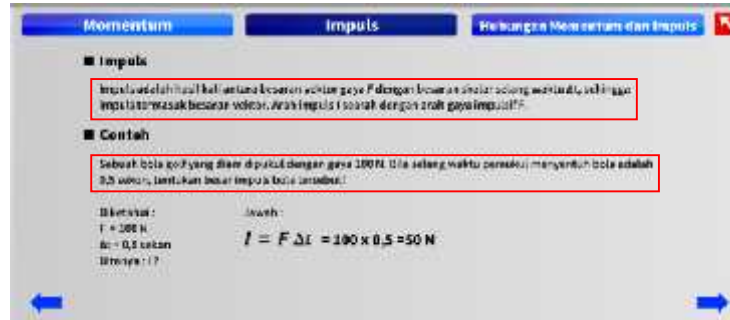 Momentum Impuls Hubungan Momentum dan Impuls
Impuls
Impuls adalah hasil kali antara besaran vektor gaya F dengan besaran skalar selang waktu Δt, sehingga
impuls termasuk besaran vektor. Arah impuls I searah dengan arah gaya impulsif F.
Contoh
Sebuah bola golf yang diam dipukul dengan gaya 100 N. Bila selang waktu pemukul menyentuh bola adalah
0,5 sekon, tentukan besar impuls bola tersebut!
Diketahui : Jawab :
F = 100 N
Δt = 0,5 sekon I = F Δt = 100 x 0,5 = 50 N
Ditanya : I ?